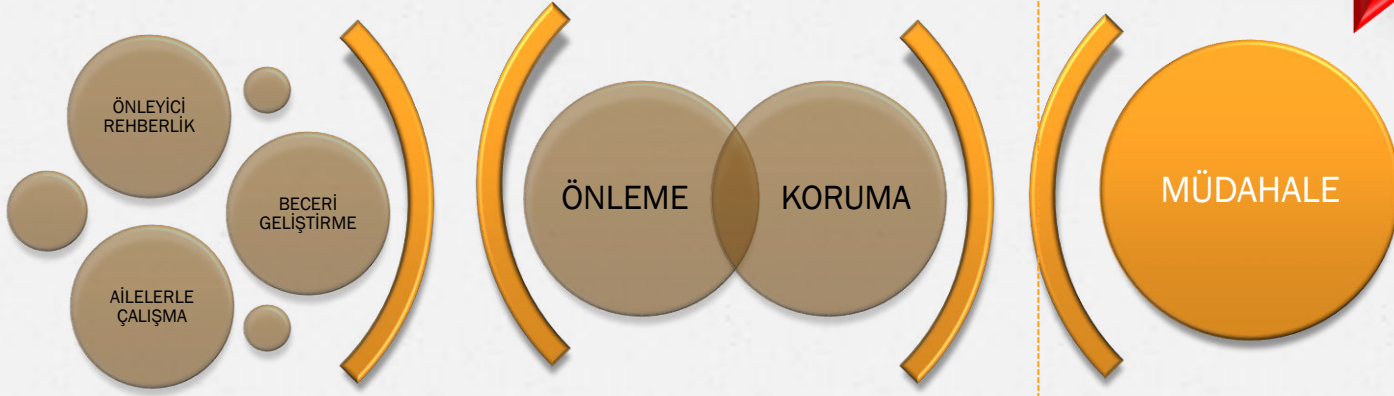 ÖNLEYİCİ
REHBERLİK
BECERİ
GELİŞTİRME
AİLELERLE
ÇALIŞMA
ÖNLEME
KORUMA
MÜDAHALE